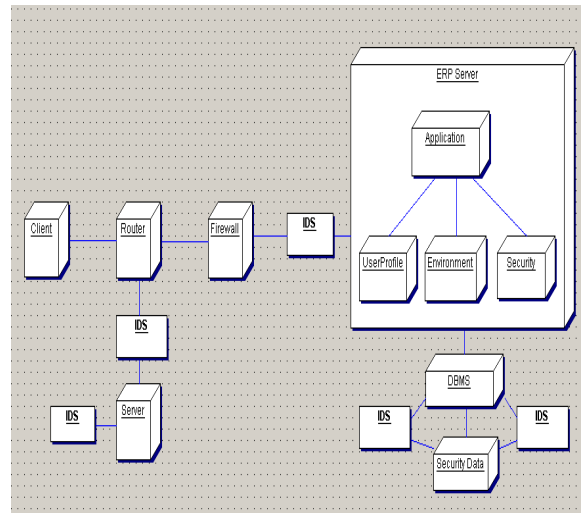 ERP Server
Application
Client
Router
Firewall
IDS
UserProfile
Environment
Security
IDS
DBMS
IDS
Server
IDS
IDS
Security Data